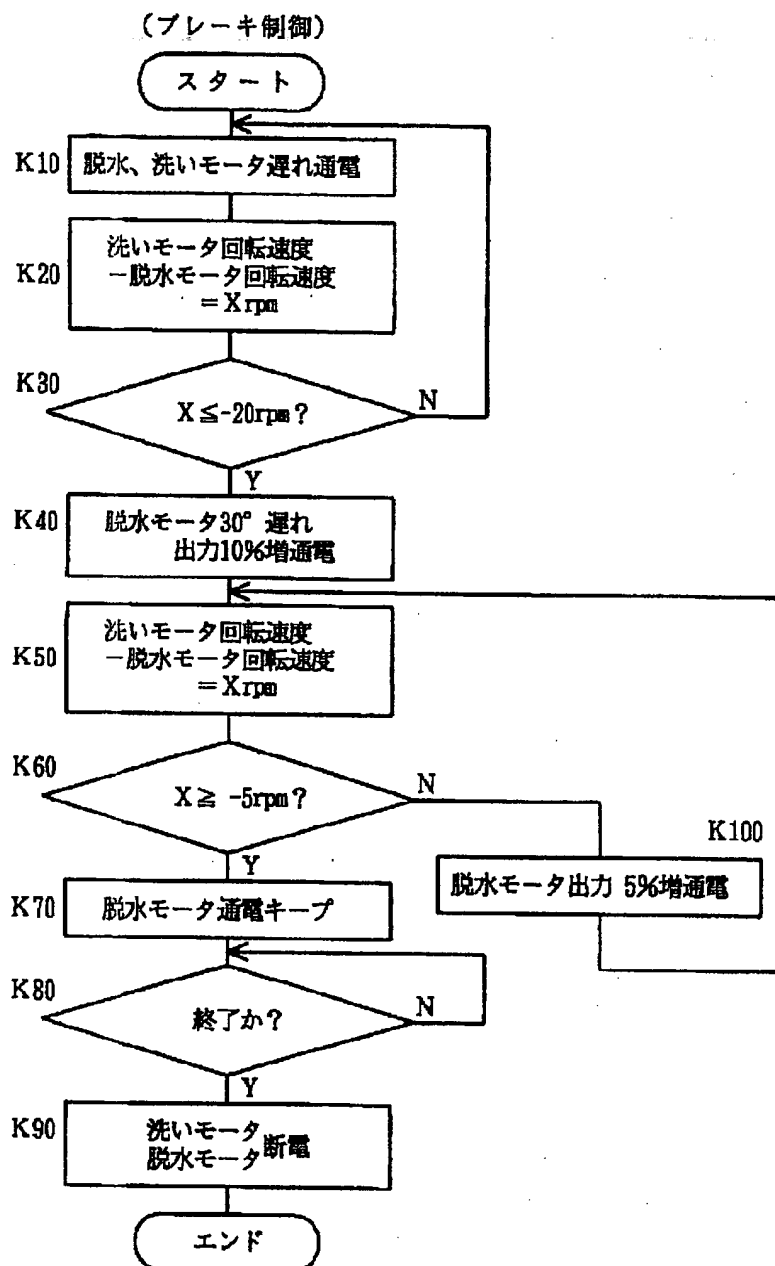 (ブレーキ制御)
スタート
K10
脱水、洗いモータ遅れ通電
K20
洗いモータ回転速度
-脱水モータ回転速度
=Xrpm
K30
X≦-20rpm?
N
Y
K40
脱水モータ30°遅れ
出力10%増通電
K50
洗いモータ回転速度
-脱水モータ回転速度
=Xrpm
K60
X≧ -5rpm?
N
Y
K100
脱水モータ出力 5%増通電
K70
脱水モータ通電キープ
K80
終了か?
N
Y
K90
洗いモータ
脱水モータ
断電
エンド